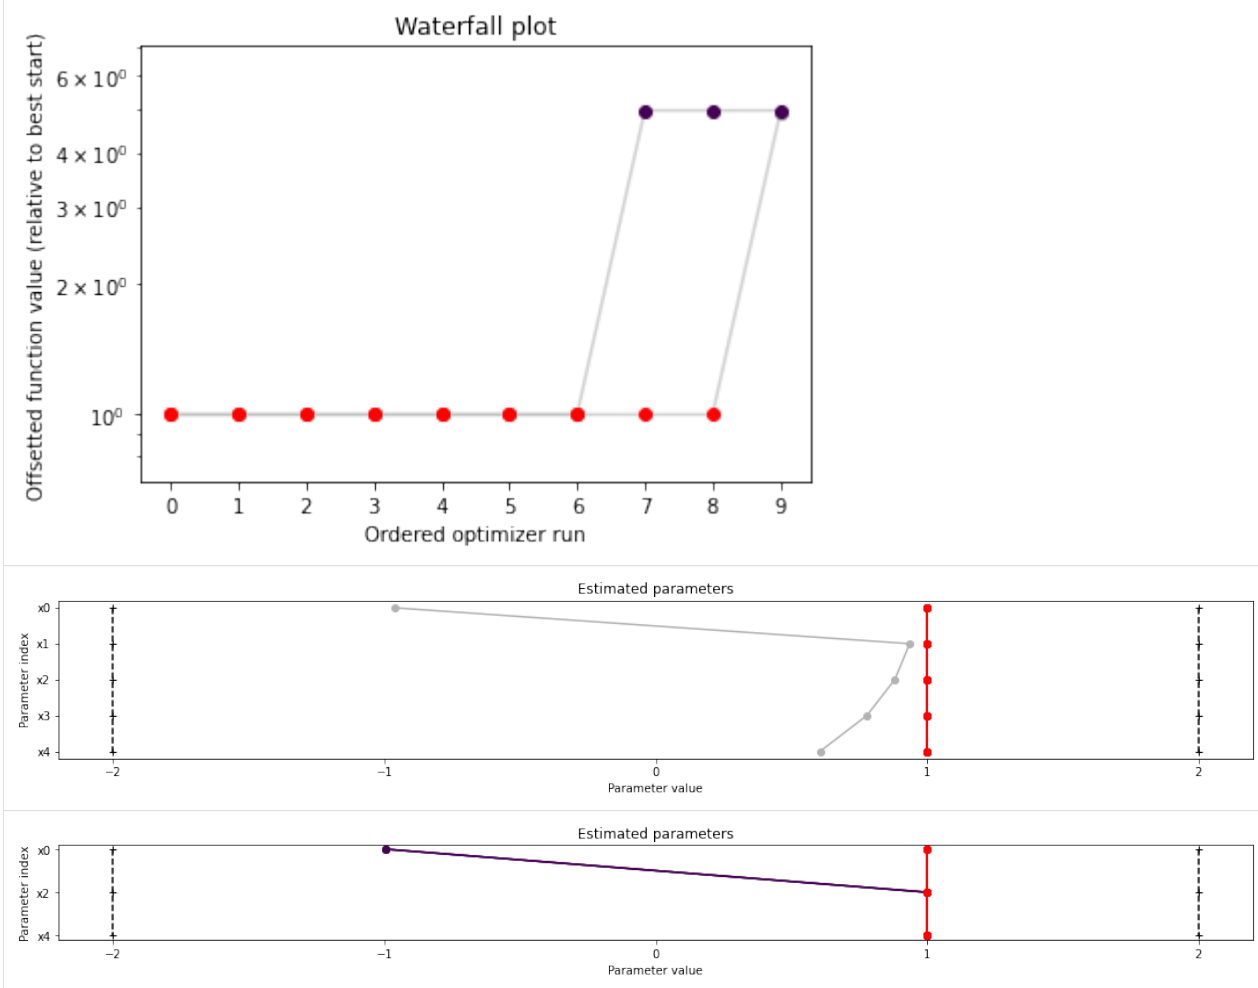 Waterfall plot
Offsetted function value (relative to best start)
6 × 10⁰
4 × 10⁰
3 × 10⁰
2 × 10⁰
10⁰
0 1 2 3 4 5 6 7 8 9
Ordered optimizer run
Estimated parameters
Parameter index
x0
x1
x2
x3
x4
−2 −1 0 1 2
Parameter value
Estimated parameters
Parameter index
x0
x2
x4
−2 −1 0 1 2
Parameter value